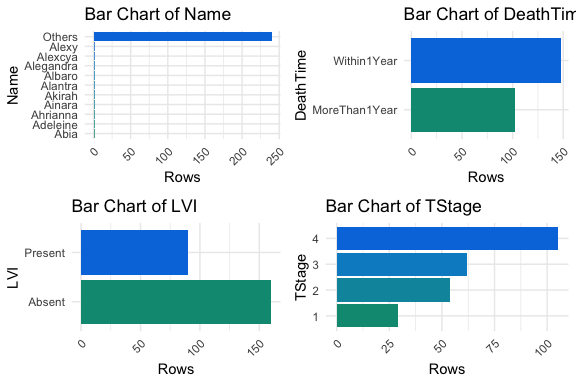 Bar Chart of Name
Name
Others
Alexy
Alexcya
Alegandra
Albaro
Alantra
Akirah
Ainara
Ahrianna
Adeleine
Abia
0
50
100
150
200
250
Rows
Bar Chart of DeathTim
DeathTime
Within1Year
MoreThan1Year
0
50
100
150
Rows
Bar Chart of LVI
LVI
Present
Absent
0
50
100
150
Rows
Bar Chart of TStage
TStage
4
3
2
1
0
25
50
75
100
Rows